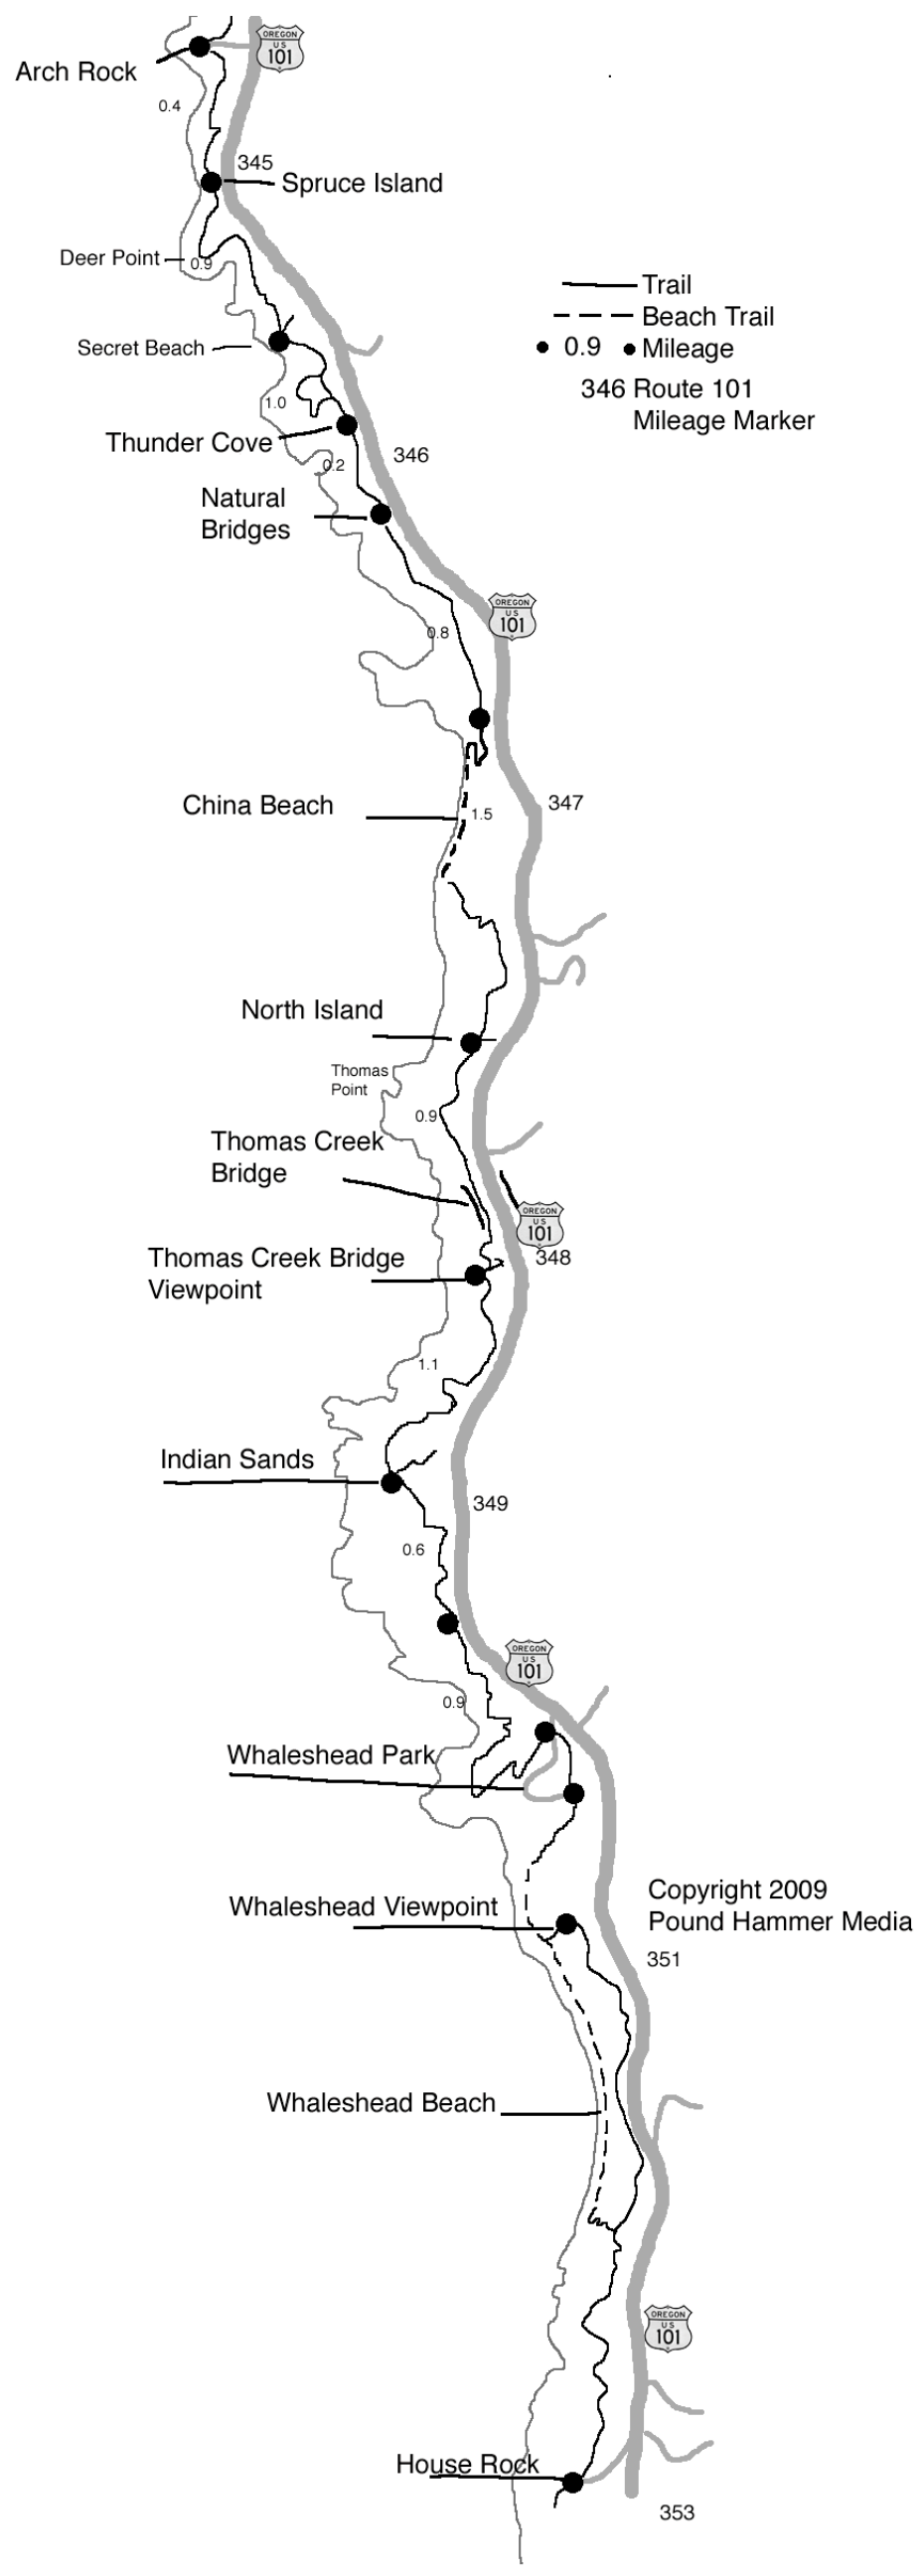 OREGON
US
101
Arch Rock
0.4
345
Spruce Island
Deer Point
0.9
Trail
Beach Trail
0.9
Mileage
Secret Beach
346 Route 101
Mileage Marker
1.0
Thunder Cove
346
0.2
Natural
Bridges
OREGON
US
101
0.8
347
China Beach
1.5
North Island
Thomas
Point
0.9
Thomas Creek
Bridge
OREGON
US
101
348
Thomas Creek Bridge
Viewpoint
1.1
Indian Sands
349
0.6
OREGON
US
101
0.9
Whaleshead Park
Copyright 2009
Pound Hammer Media
Whaleshead Viewpoint
351
Whaleshead Beach
OREGON
US
101
House Rock
353